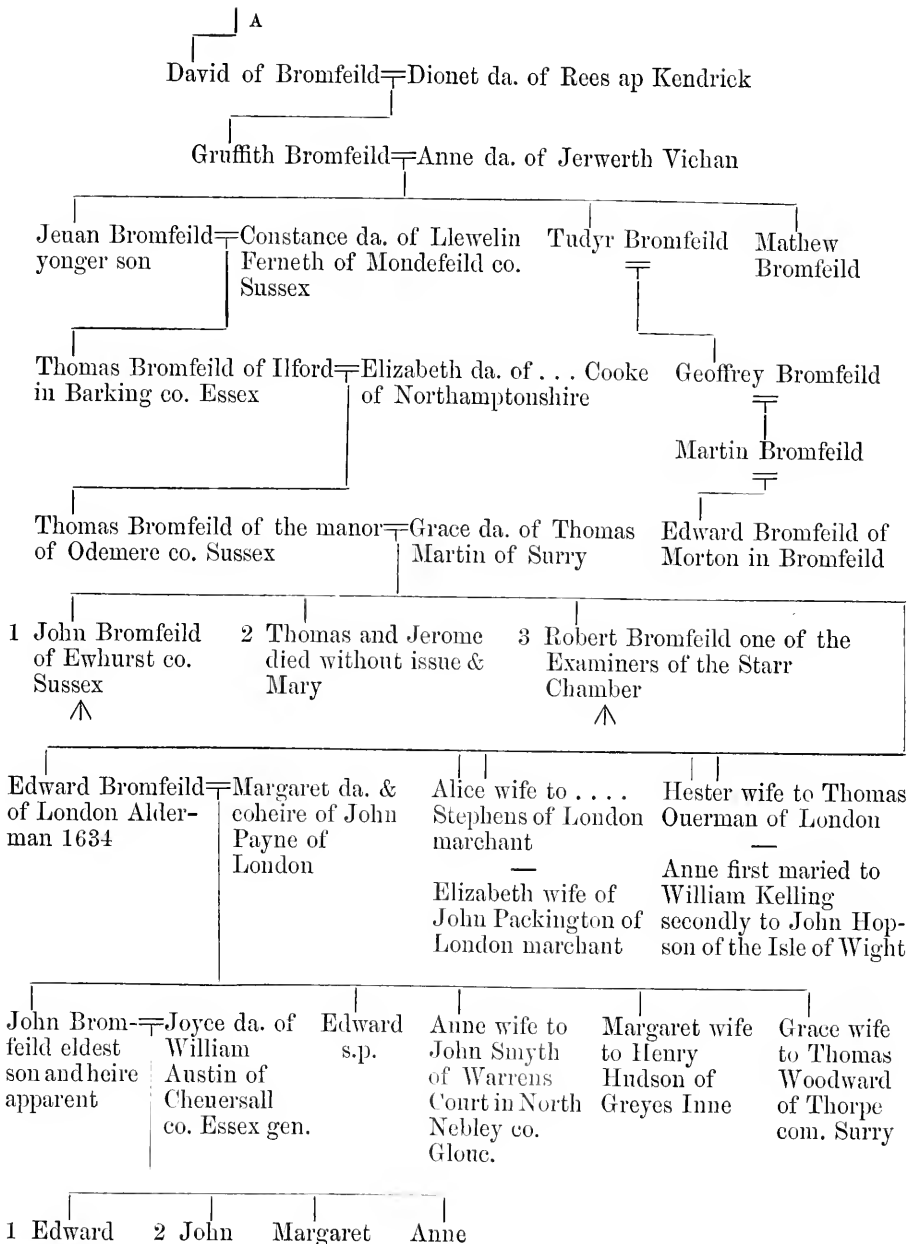 A
David of Bromfeild Dionet da. of Rees ap Kendrick
Gruffith Bromfeild Anne da. of Jerwerth Vichan
Jeuan Bromfeild
yonger son
Constance da. of Llewelin
Ferneth of Mondefeild co.
Sussex
Tudyr Bromfeild
Mathew
Bromfeild
Thomas Bromfeild of Ilford
in Barking co. Essex
Elizabeth da. of . . . Cooke
of Northamptonshire
Geoffrey Bromfeild
Martin Bromfeild
Thomas Bromfeild of the manor
of Odemere co. Sussex
Grace da. of Thomas
Martin of Surry
Edward Bromfeild of
Morton in Bromfeild
1 John Bromfeild
of Ewhurst co.
Sussex
2 Thomas and Jerome
died without issue &
Mary
3 Robert Bromfeild one of the
Examiners of the Starr
Chamber
Edward Bromfeild
of London Alder-
man 1634
Margaret da. &
coheire of John
Payne of
London
Alice wife to . . . .
Stephens of London
marchant
Elizabeth wife of
John Packington of
London marchant
Hester wife to Thomas
Ouerman of London
Anne first maried to
William Kelling
secondly to John Hop-
son of the Isle of Wight
John Brom-
feild eldest
son and heire
apparent
Joyce da. of
William
Austin of
Cheuersall
co. Essex gen.
Edward
s.p.
Anne wife to
John Smyth
of Warrens
Court in North
Nebley co.
Glouc.
Margaret wife
to Henry
Hudson of
Greyes Inne
Grace wife
to Thomas
Woodward
of Thorpe
com. Surry
1 Edward 2 John Margaret Anne